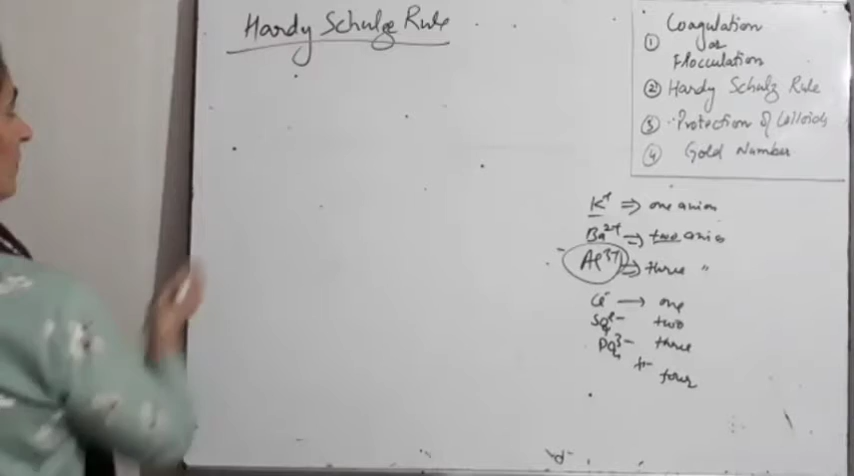 Hardy Schulze Rule
① Coagulation
or
Flocculation
② Hardy Schulz Rule
③ Protection of Colloids
④ Gold Number
K⁺ ⇒ one anion
Ba²⁺ ⇒ two anio
Al³⁺ ⇒ three "
Cl⁻ → one
SO₄²⁻ two
PO₄³⁻ three
four